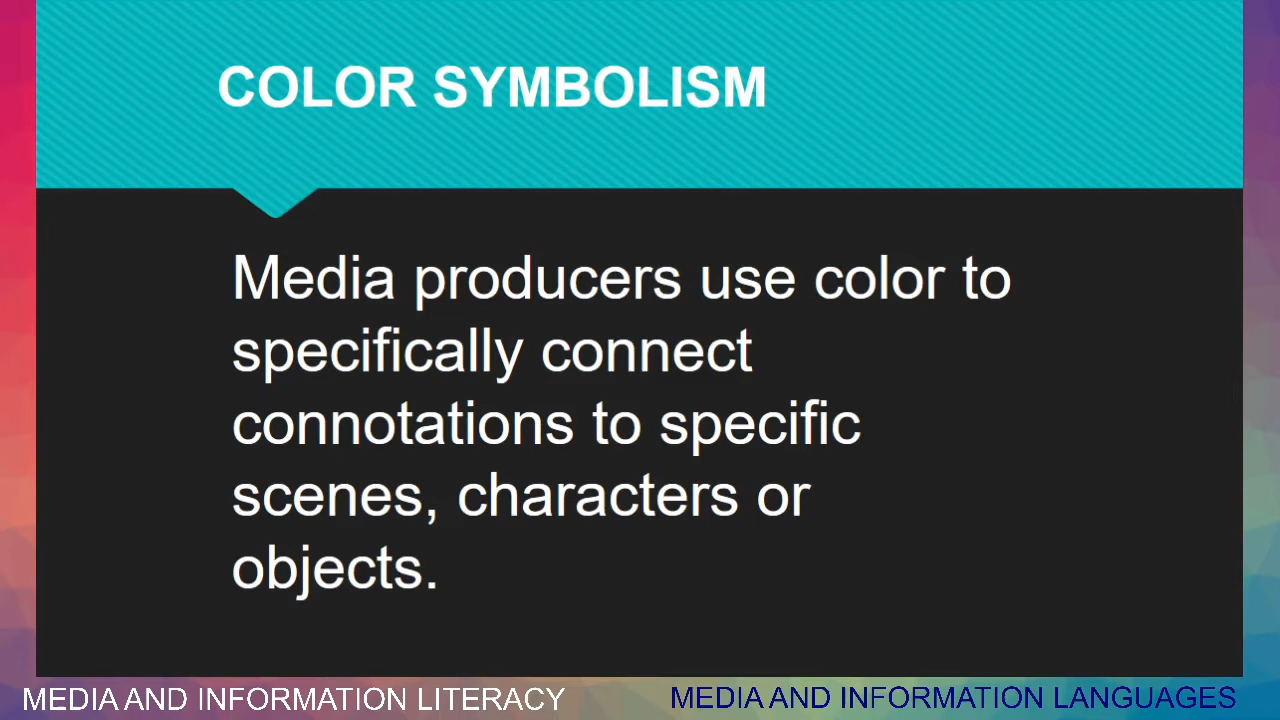 COLOR SYMBOLISM
Media producers use color to
specifically connect
connotations to specific
scenes, characters or
objects.
MEDIA AND INFORMATION LITERACY
MEDIA AND INFORMATION LANGUAGES